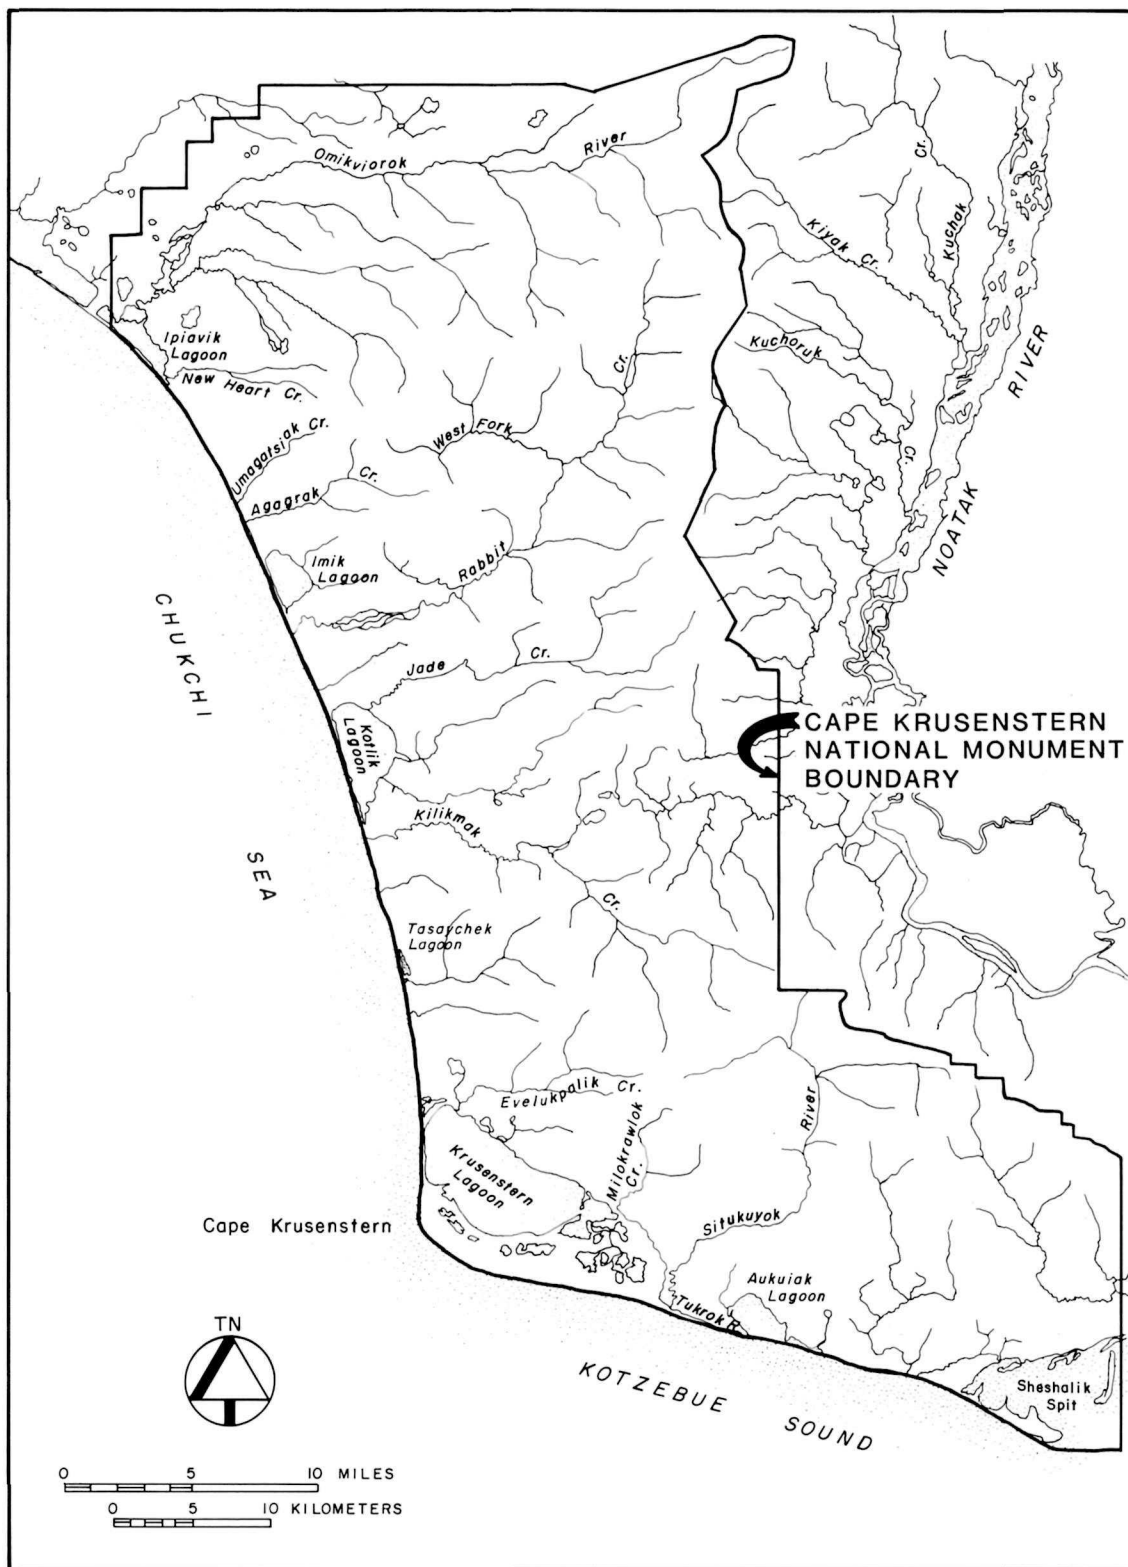 Omikviorok River
Cr.
Kuchak
Kiyak Cr.
Ipiavik
Lagoon
New Heart Cr.
Kuchoruk
Cr.
Cr.
NOATAK RIVER
Umagatsiak Cr.
West Fork
Agagrak Cr.
Imik
Lagoon
Rabbit
CHUKCHI SEA
Jade Cr.
Kotlik
Lagoon
CAPE KRUSENSTERN
NATIONAL MONUMENT
BOUNDARY
Kilikmak
Cr.
Tasaychek
Lagoon
Evelukpalik Cr.
Milokrawlok
Cr.
River
Krusenstern
Lagoon
Cape Krusenstern
Situkuyok
Aukuiak
Lagoon
Tukrok R.
TN
KOTZEBUE SOUND
Sheshalik
Spit
0 5 10 MILES
0 5 10 KILOMETERS